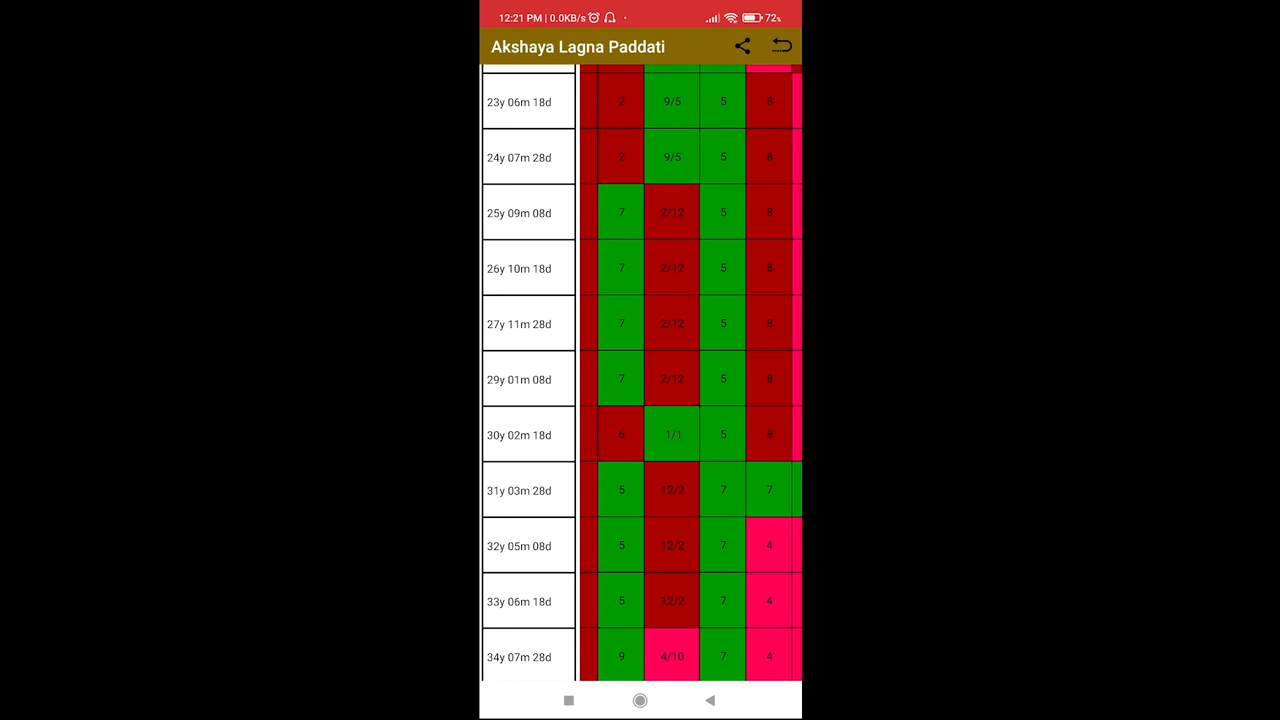 12:21 PM | 0.0KB/s 72%
Akshaya Lagna Paddati
23y 06m 18d 2 9/5 5 8
24y 07m 28d 2 9/5 5 8
25y 09m 08d 7 2/12 5 8
26y 10m 18d 7 2/12 5 8
27y 11m 28d 7 2/12 5 8
29y 01m 08d 7 2/12 5 8
30y 02m 18d 6 1/1 5 8
31y 03m 28d 5 12/2 7 7
32y 05m 08d 5 12/2 7 4
33y 06m 18d 5 12/2 7 4
34y 07m 28d 9 4/10 7 4